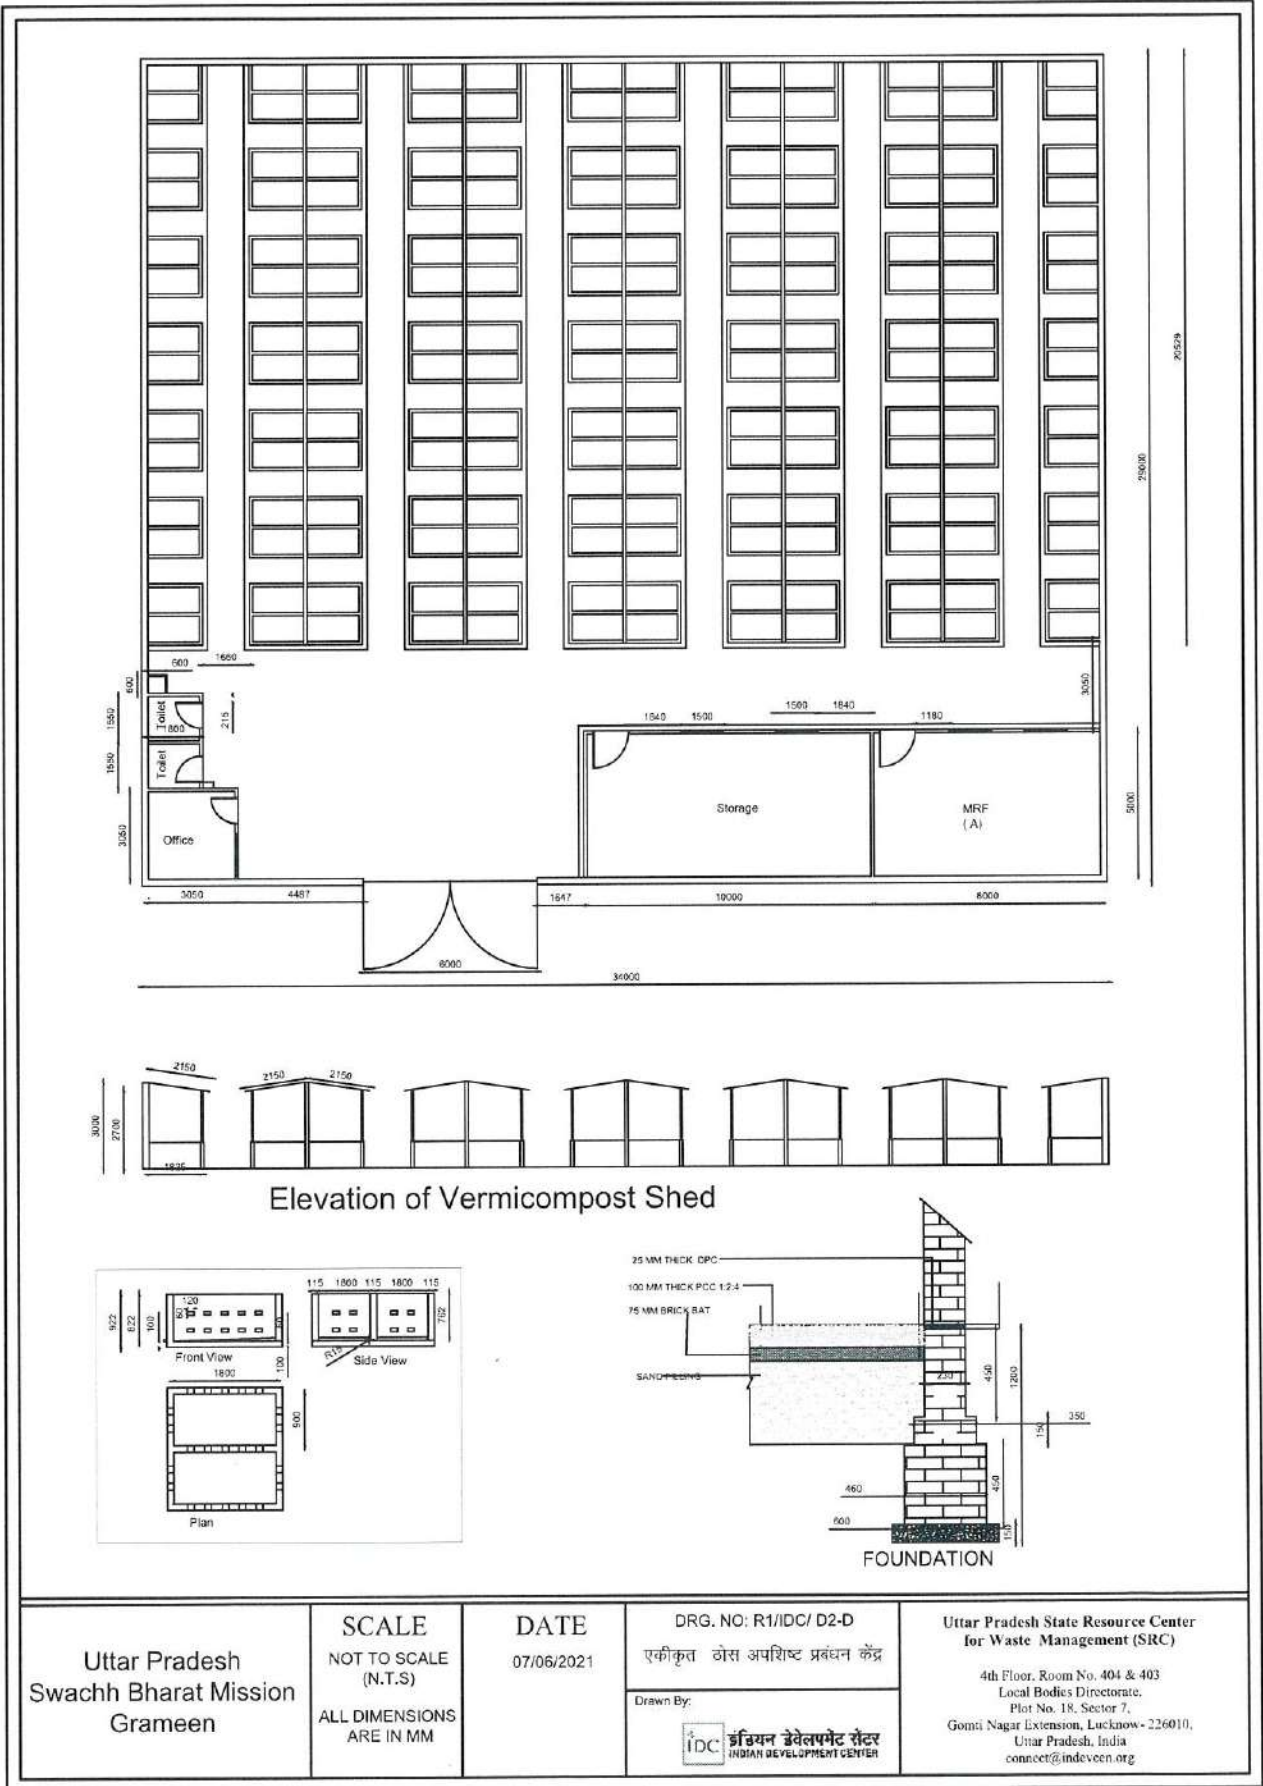 20529
29000
600
1660
600
1550
Toilet
1800
215
1550
Toilet
3050
Office
1640
1500
1500
1840
1180
3050
Storage
MRF
(A)
5000
3050
4487
1647
10000
8000
6000
34000
2150
2150
2150
3000
2700
1835
Elevation of Vermicompost Shed
115 1800 115 1800 115
922
822
100
120
60
762
Front View
R15
Side View
1800
100
900
Plan
25 MM THICK DPC
100 MM THICK PCC 1:2:4
75 MM BRICK BAT
SAND FILLING
230
450
1200
350
150
460
450
600
150
FOUNDATION
Uttar Pradesh
Swachh Bharat Mission
Grameen
SCALE
NOT TO SCALE
(N.T.S)
ALL DIMENSIONS
ARE IN MM
DATE
07/06/2021
DRG. NO: R1/IDC/ D2-D
एकीकृत ठोस अपशिष्ट प्रबंधन केंद्र
Drawn By:
iDC
इंडियन डेवेलपमेंट सेंटर
INDIAN DEVELOPMENT CENTER
Uttar Pradesh State Resource Center
for Waste Management (SRC)
4th Floor, Room No. 404 & 403
Local Bodies Directorate,
Plot No. 18, Sector 7,
Gomti Nagar Extension, Lucknow- 226010,
Uttar Pradesh, India
connect@indevcen.org